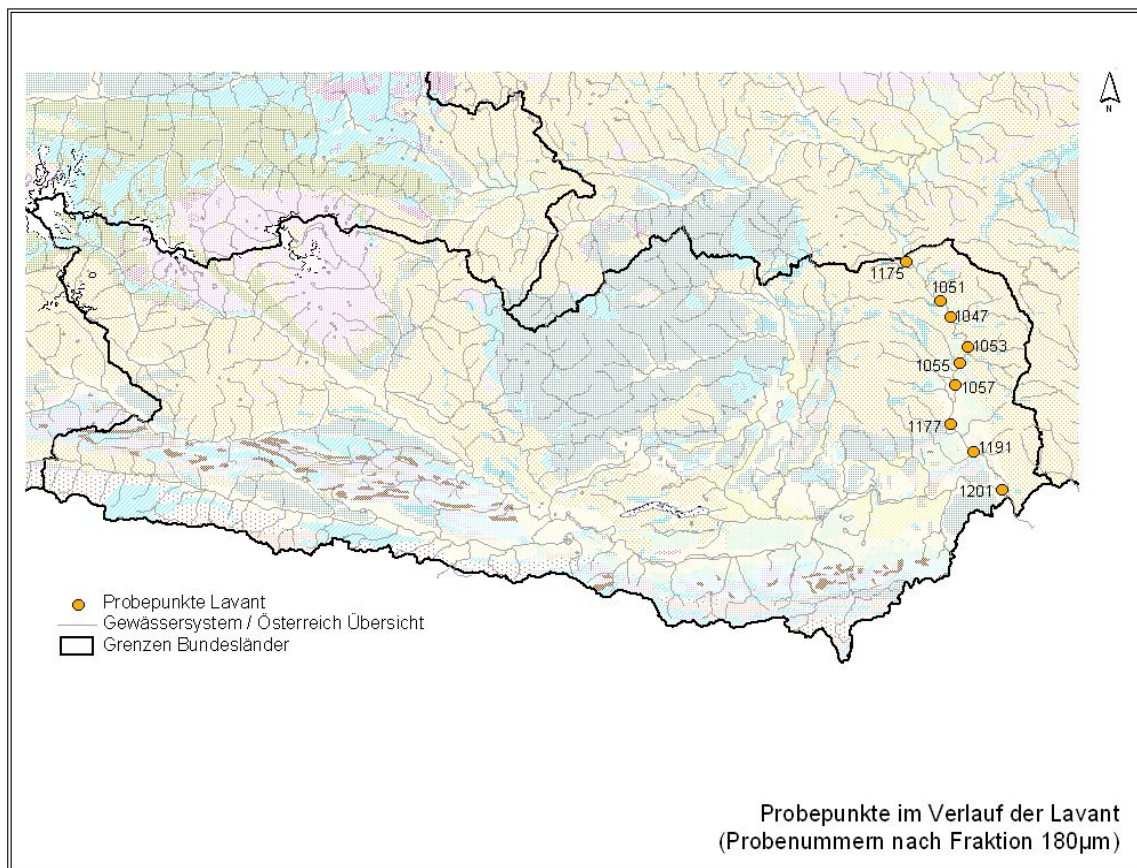 N
1175
1051
1047
1053
1055
1057
1177
1191
1201
Probepunkte Lavant
Gewässersystem / Österreich Übersicht
Grenzen Bundesländer
Probepunkte im Verlauf der Lavant
(Probenummern nach Fraktion 180µm)